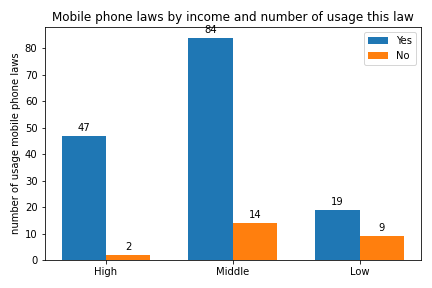 Mobile phone laws by income and number of usage this law
number of usage mobile phone laws
80
70
60
50
40
30
20
10
0
47
2
84
14
19
9
Yes
No
High
Middle
Low